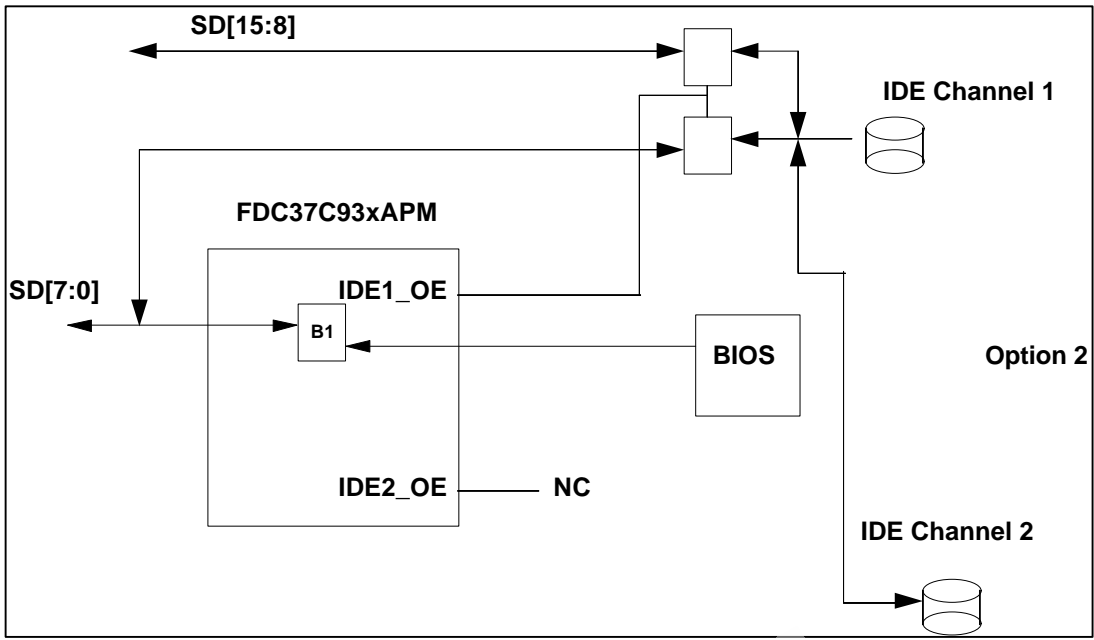 SD[15:8]
IDE Channel 1
FDC37C93xAPM
SD[7:0]
IDE1_OE
B1
BIOS
Option 2
IDE2_OE
NC
IDE Channel 2